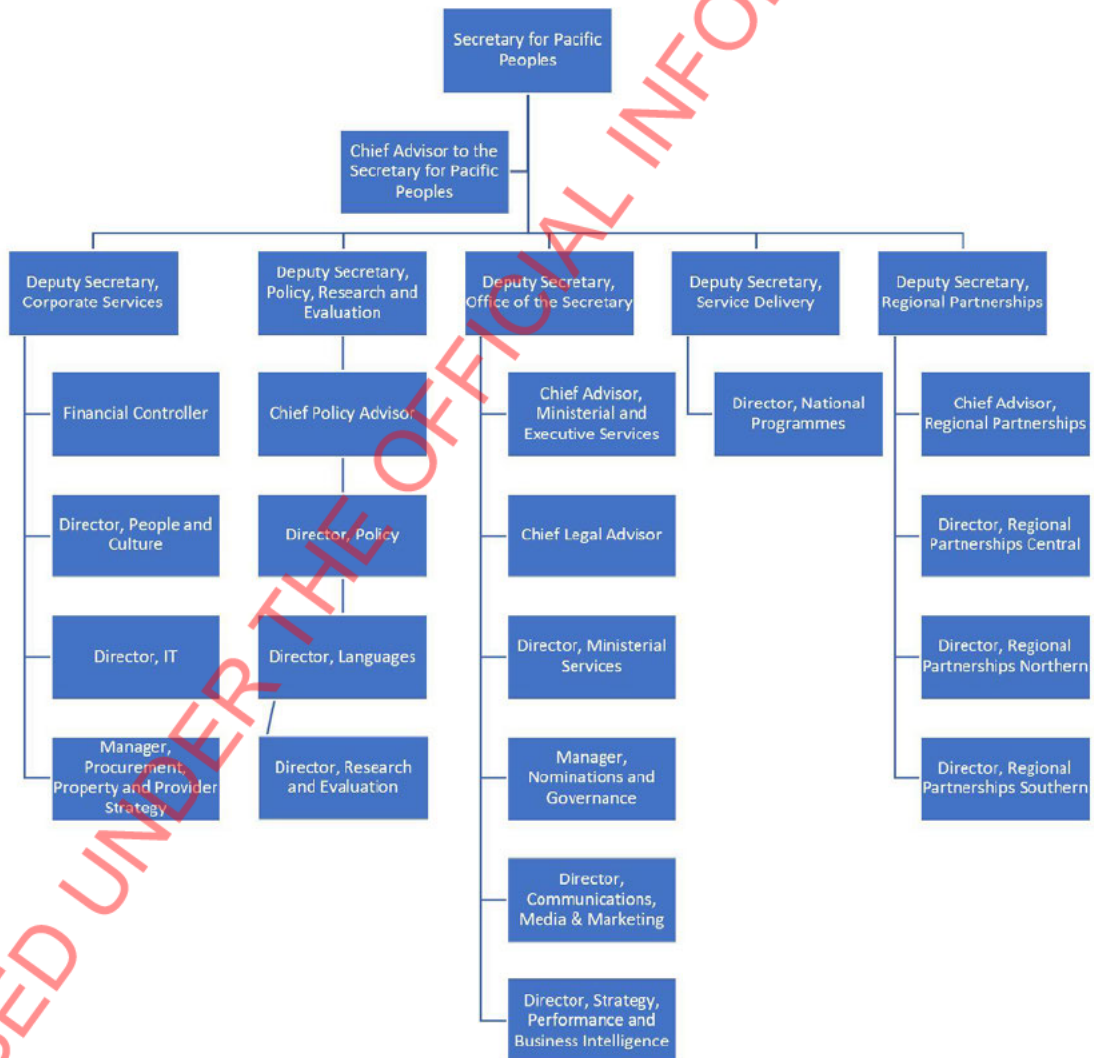 Secretary for Pacific
Peoples
Chief Advisor to the
Secretary for Pacific
Peoples
Deputy Secretary,
Corporate Services
Deputy Secretary,
Policy, Research and
Evaluation
Deputy Secretary,
Office of the Secretary
Deputy Secretary,
Service Delivery
Deputy Secretary,
Regional Partnerships
Financial Controller
Director, People and
Culture
Director, IT
Manager,
Procurement,
Property and Provider
Strategy
Chief Policy Advisor
Director, Policy
Director, Languages
Director, Research
and Evaluation
Chief Advisor,
Ministerial and
Executive Services
Chief Legal Advisor
Director, Ministerial
Services
Manager,
Nominations and
Governance
Director,
Communications,
Media & Marketing
Director, Strategy,
Performance and
Business Intelligence
Director, National
Programmes
Chief Advisor,
Regional Partnerships
Director, Regional
Partnerships Central
Director, Regional
Partnerships Northern
Director, Regional
Partnerships Southern
UNDER THE OFFICIAL